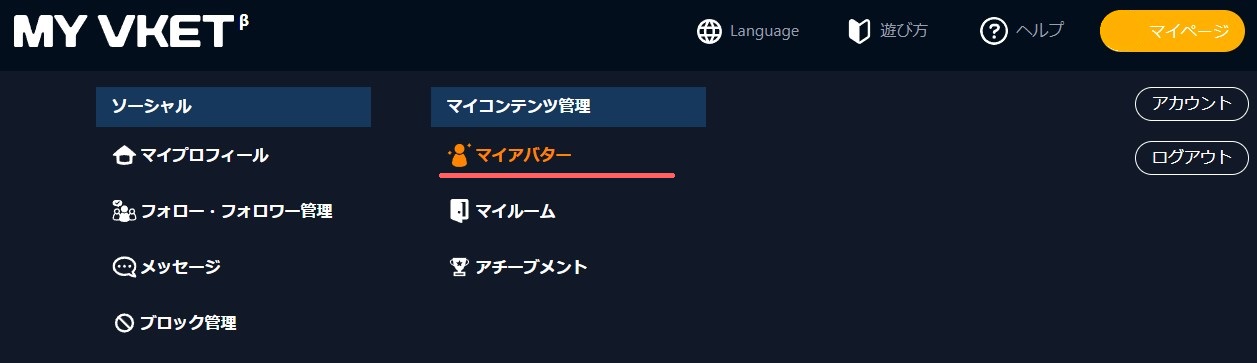 MY VKET β
Language
遊び方
ヘルプ
マイページ
ソーシャル
マイプロフィール
フォロー・フォロワー管理
メッセージ
ブロック管理
マイコンテンツ管理
マイアバター
マイルーム
アチーブメント
アカウント
ログアウト